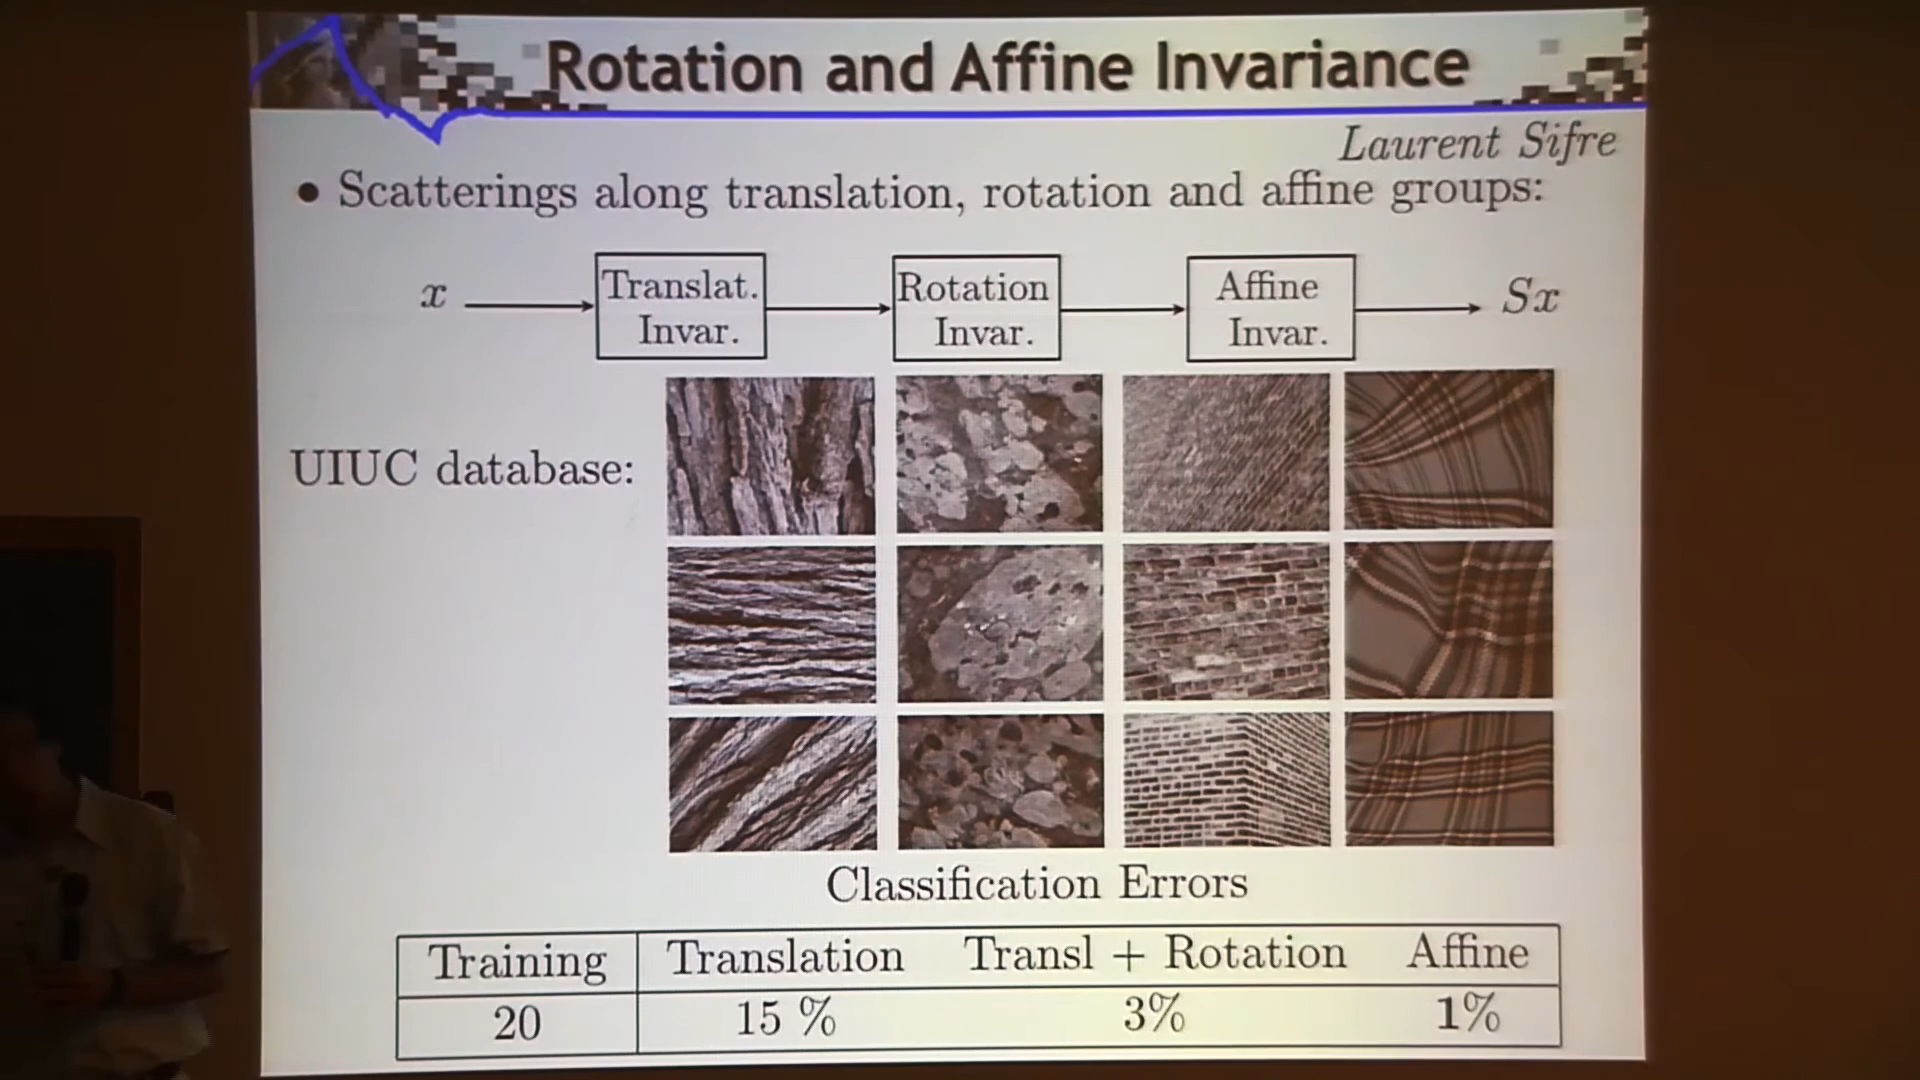 Rotation and Affine Invariance
Laurent Sifre
• Scatterings along translation, rotation and affine groups:
x Translat. Invar. Rotation Invar. Affine Invar. Sx
UIUC database:
Classification Errors
Training Translation Transl + Rotation Affine
20 15 % 3% 1%